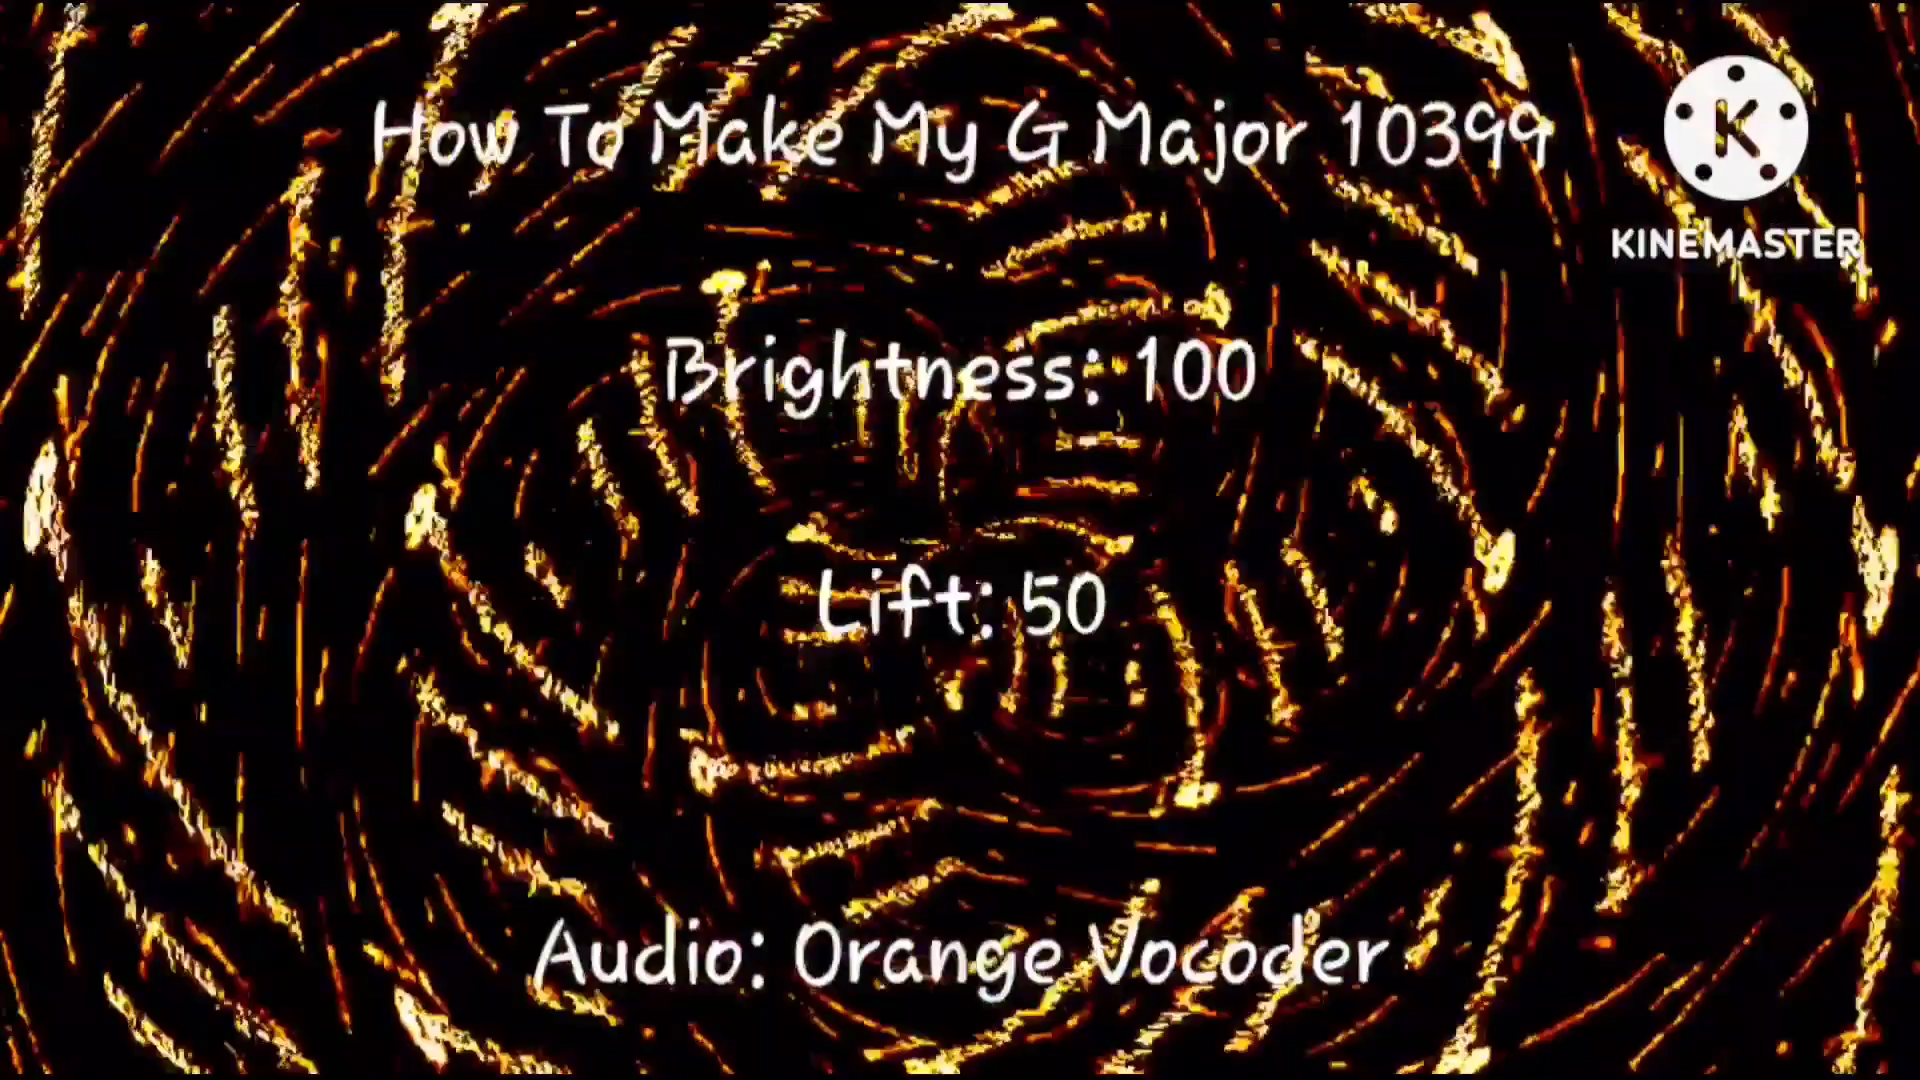 How To Make My G Major 10399
KINEMASTER
Brightness: 100
Lift: 50
Audio: Orange Vocoder